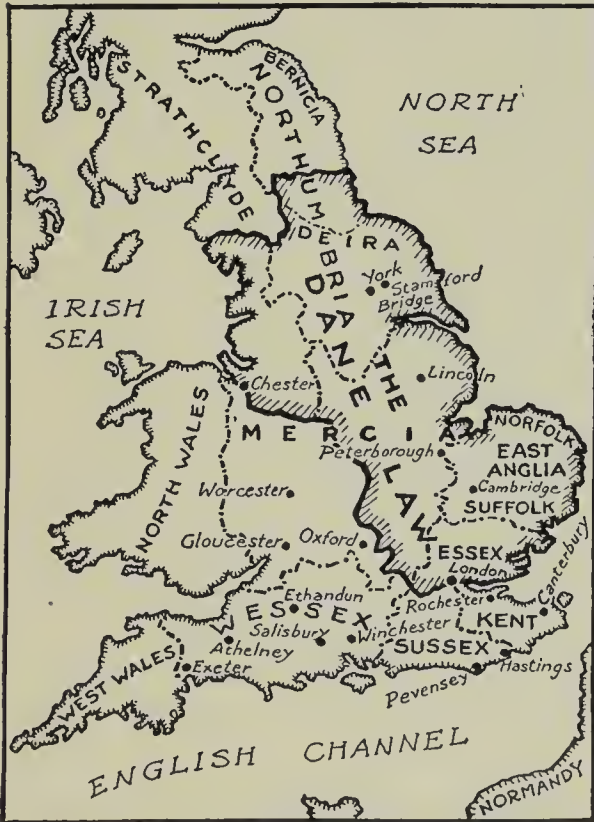 STRATHCLYDE
BERNICIA
NORTHUMBRIA
NORTH
SEA
DEIRA
York
Stamford
Bridge
IRISH
SEA
THE
DANELAW
Lincoln
Chester
NORTH WALES
MERCIA
Peterborough
NORFOLK
EAST
ANGLIA
Cambridge
SUFFOLK
Worcester
Gloucester
Oxford
ESSEX
London
Canterbury
WESSEX
Ethandun
Rochester
KENT
Salisbury
Winchester
SUSSEX
Athelney
Hastings
WEST WALES
Exeter
Pevensey
ENGLISH CHANNEL
NORMANDY